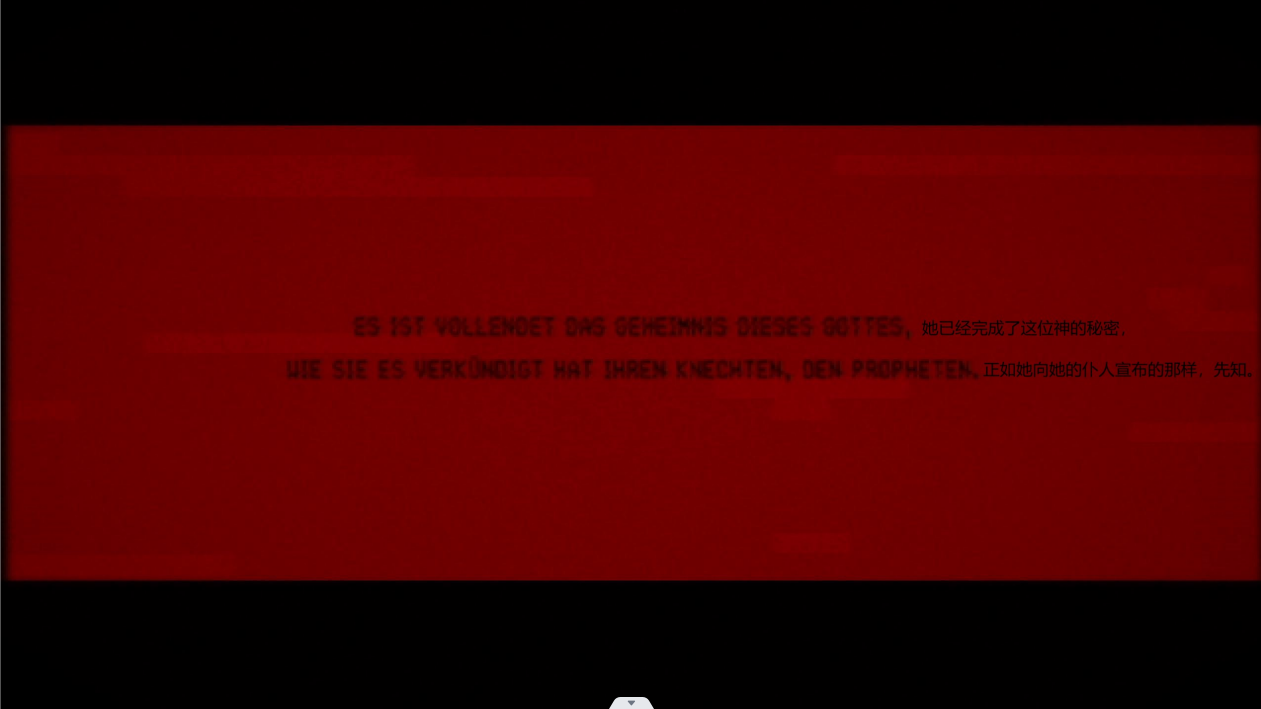 ES IST VOLLENDET DAS GEHEIMNIS DIESES GOTTES, 她已经完成了这位神的秘密，
WIE SIE ES VERKÜNDIGT HAT IHREN KNECHTEN, DEN PROPHETEN. 正如她向她的仆人宣布的那样，先知。